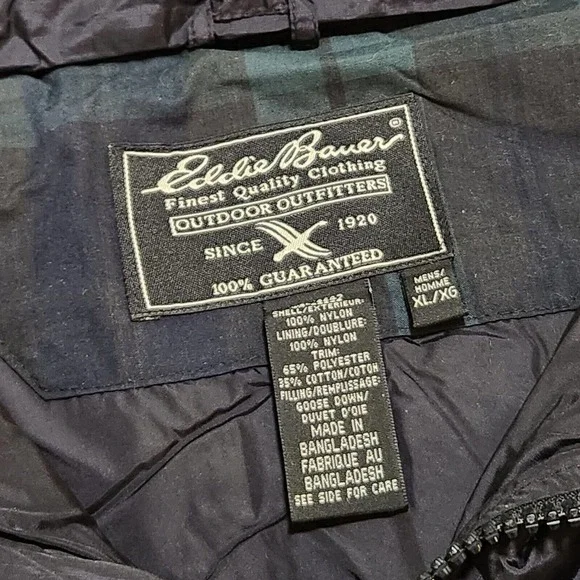 Eddie Bauer®
Finest Quality Clothing
OUTDOOR OUTFITTERS
SINCE 1920
100% GUARANTEED
MENS/
HOMME
XL/XG
SHELL/EXTERIEUR:
100% NYLON
LINING/DOUBLURE:
100% NYLON
TRIM:
65% POLYESTER
35% COTTON/COTON
FILLING/REMPLISSAGE:
GOOSE DOWN/
DUVET D'OIE
MADE IN
BANGLADESH
FABRIQUE AU
BANGLADESH
SEE SIDE FOR CARE